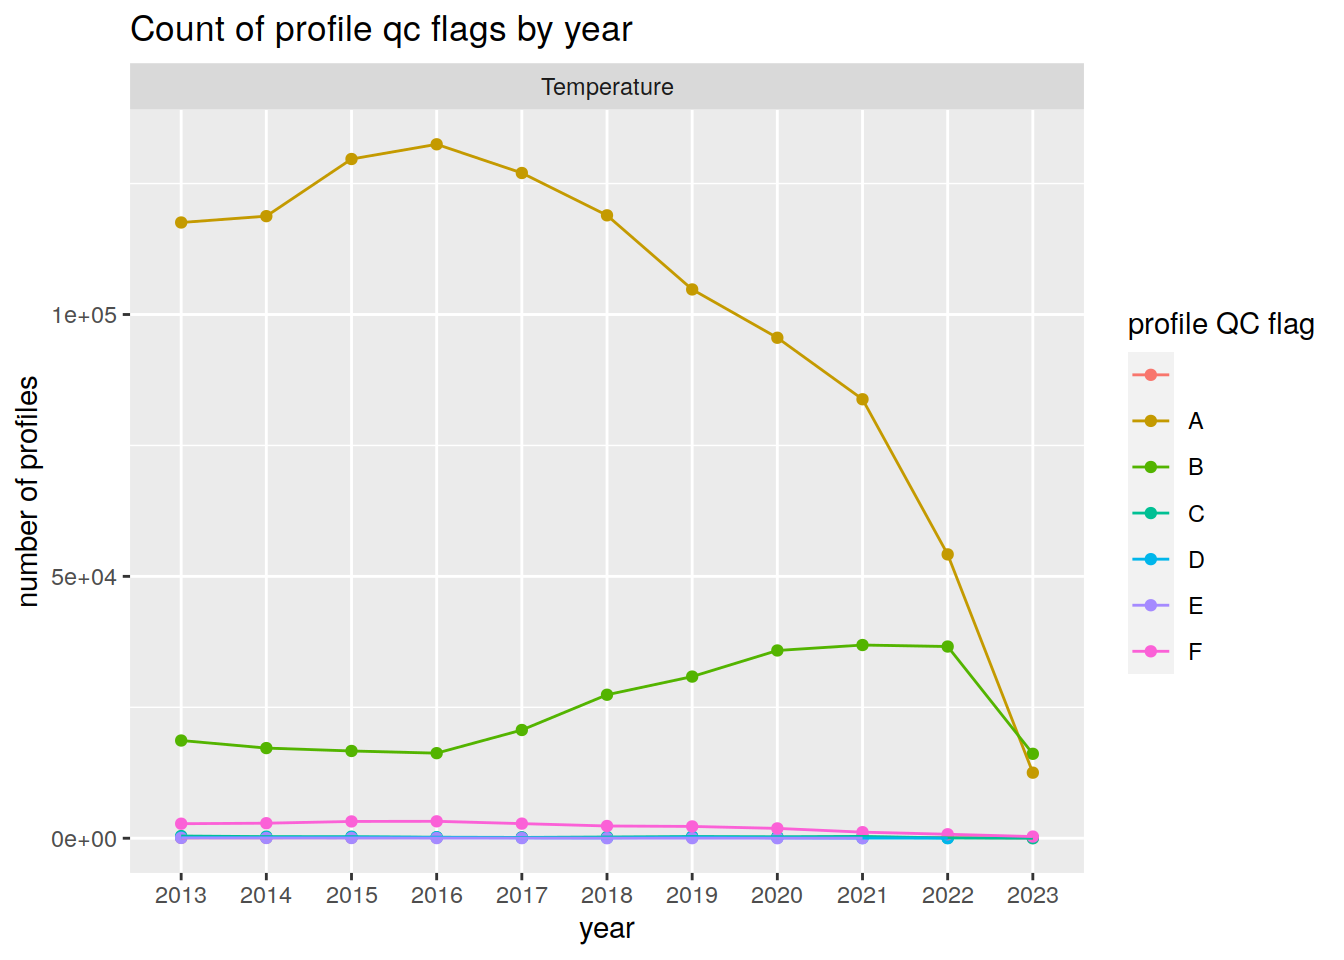 Count of profile qc flags by year
Temperature
1e+05
5e+04
0e+00
number of profiles
2013 2014 2015 2016 2017 2018 2019 2020 2021 2022 2023
year
profile QC flag
A
B
C
D
E
F